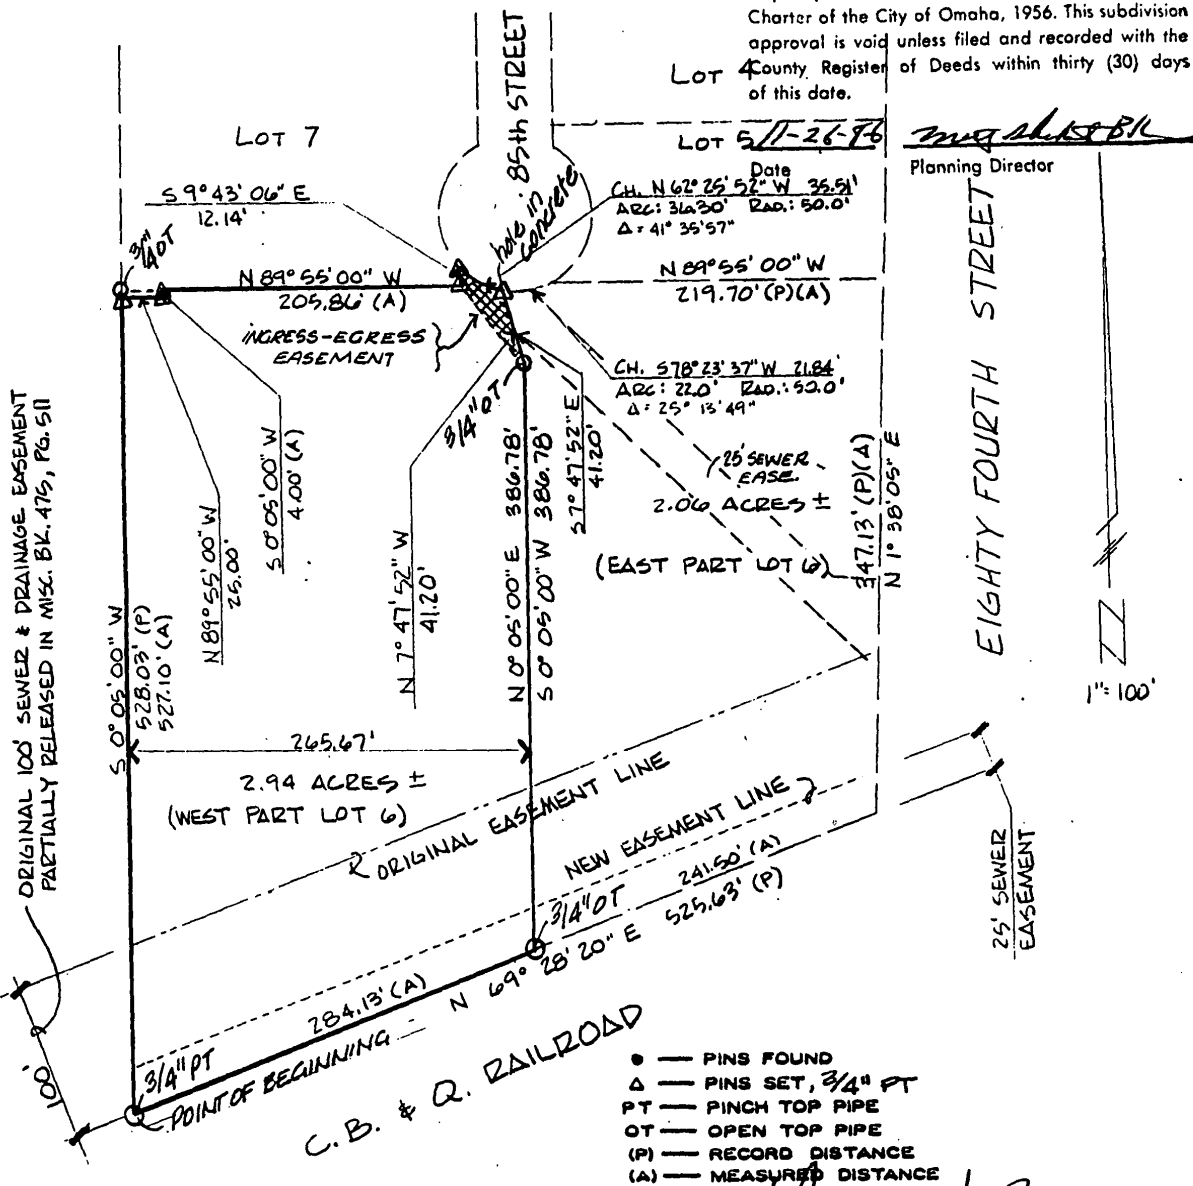 Charter of the City of Omaha, 1956. This subdivision
approval is void unless filed and recorded with the
County Register of Deeds within thirty (30) days
of this date.
LOT 4
LOT 5
11-26-96
Date
Planning Director
LOT 7
85th STREET
S 9° 43' 06" E
12.14'
3/4" OT
hole in
concrete
CH. N 62° 25' 52" W 35.51'
ARC: 36.30' RAD.: 50.0'
Δ = 41° 35' 57"
N 89° 55' 00" W
205.86' (A)
N 89° 55' 00" W
219.70' (P)(A)
INGRESS-EGRESS
EASEMENT
CH. S 78° 23' 37" W 21.84'
ARC: 22.0' RAD.: 50.0'
Δ = 25° 13' 49"
3/4" OT
ORIGINAL 100' SEWER & DRAINAGE EASEMENT
PARTIALLY RELEASED IN MISC. BK. 475, PG. 511
S 0° 05' 00" W
4.00' (A)
N 89° 55' 00" W
25.00'
N 7° 47' 52" W
41.20'
N 0° 05' 00" E 386.78'
S 0° 05' 00" W 386.78'
S 7° 47' 52" E
41.20'
25' SEWER
EASE.
2.06 ACRES ±
(EAST PART LOT 6)
347.13' (P)(A)
N 1° 38' 05" E
EIGHTY FOURTH STREET
1" = 100'
S 0° 05' 00" W
528.03' (P)
527.10' (A)
265.67'
2.94 ACRES ±
(WEST PART LOT 6)
ORIGINAL EASEMENT LINE
NEW EASEMENT LINE
241.50' (A)
525.63' (P)
3/4" OT
N 69° 28' 20" E
284.13' (A)
25' SEWER
EASEMENT
100'
3/4" PT
POINT OF BEGINNING
C. B. & Q. RAILROAD
● — PINS FOUND
Δ — PINS SET, 3/4" PT
PT — PINCH TOP PIPE
OT — OPEN TOP PIPE
(P) — RECORD DISTANCE
(A) — MEASURED DISTANCE